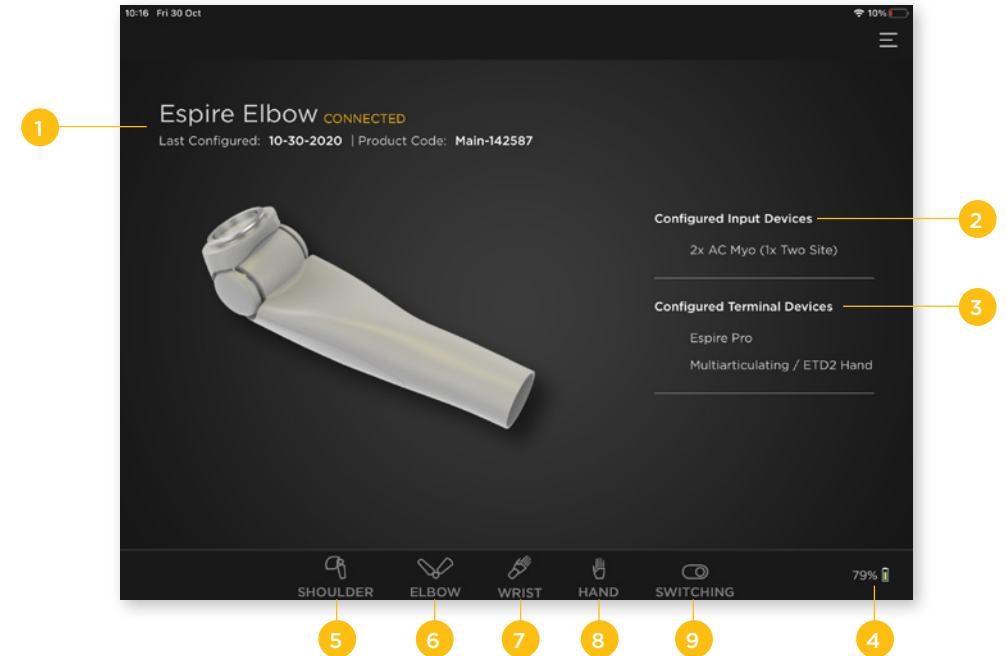 10:16 Fri 30 Oct
10%
Espire Elbow CONNECTED
1
Last Configured: 10-30-2020 | Product Code: Main-142587
Configured Input Devices
2
2x AC Myo (1x Two Site)
Configured Terminal Devices
3
Espire Pro
Multiarticulating / ETD2 Hand
79%
SHOULDER ELBOW WRIST HAND SWITCHING
5 6 7 8 9 4